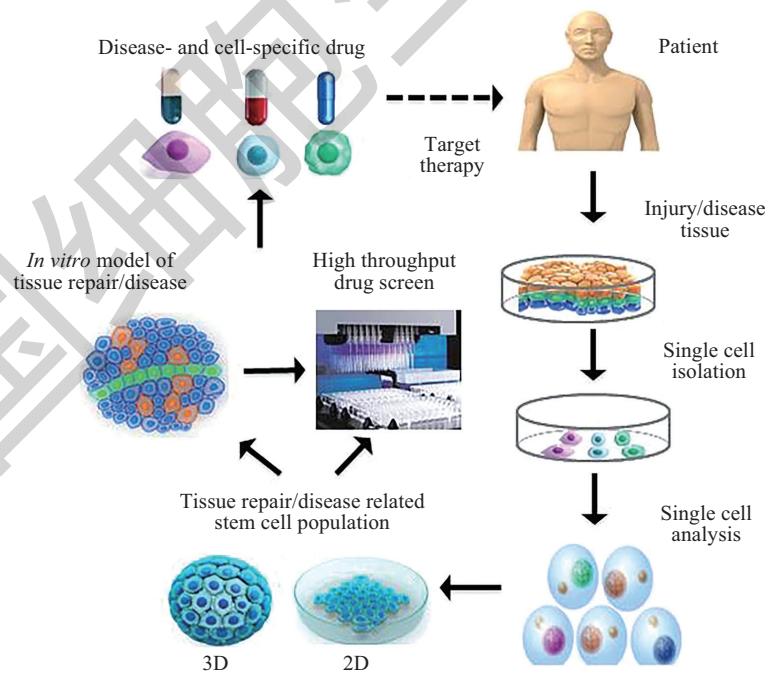 Disease- and cell-specific drug
Patient
Target
therapy
Injury/disease
tissue
In vitro model of
tissue repair/disease
High throughput
drug screen
Single cell
isolation
Tissue repair/disease related
stem cell population
Single cell
analysis
3D
2D